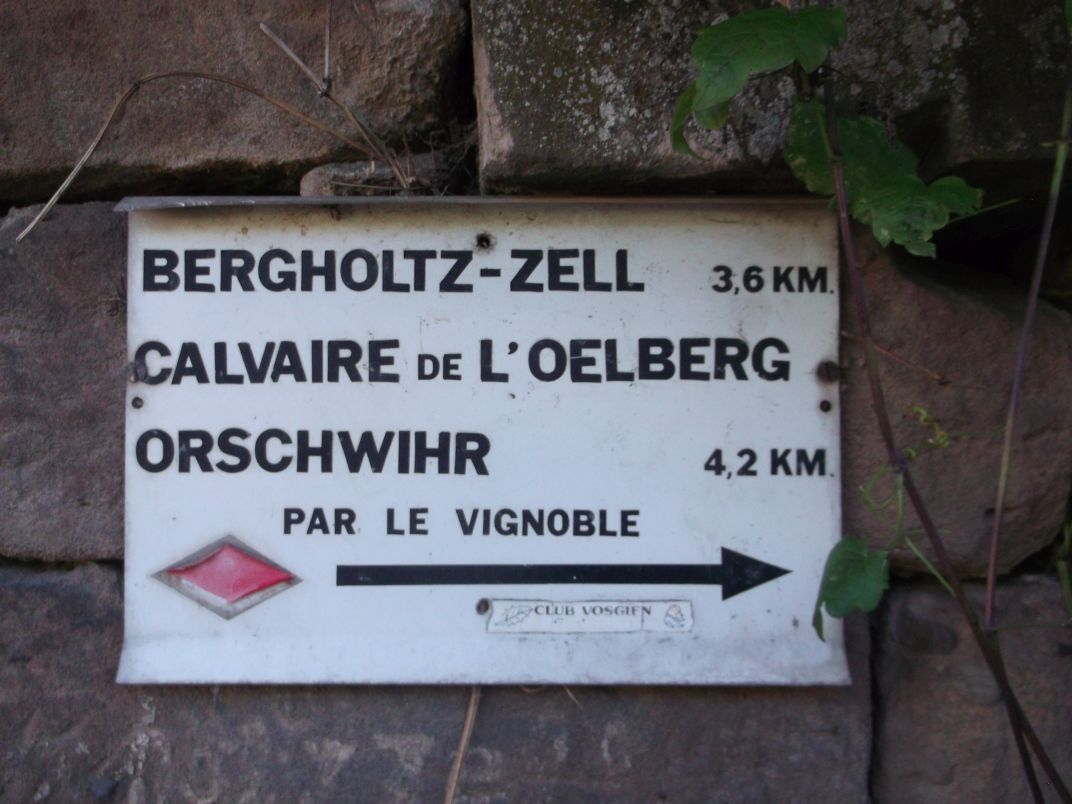 BERGHOLTZ-ZELL 3,6 KM.
CALVAIRE DE L'OELBERG
ORSCHWIHR 4,2 KM.
PAR LE VIGNOBLE
CLUB VOSGIEN